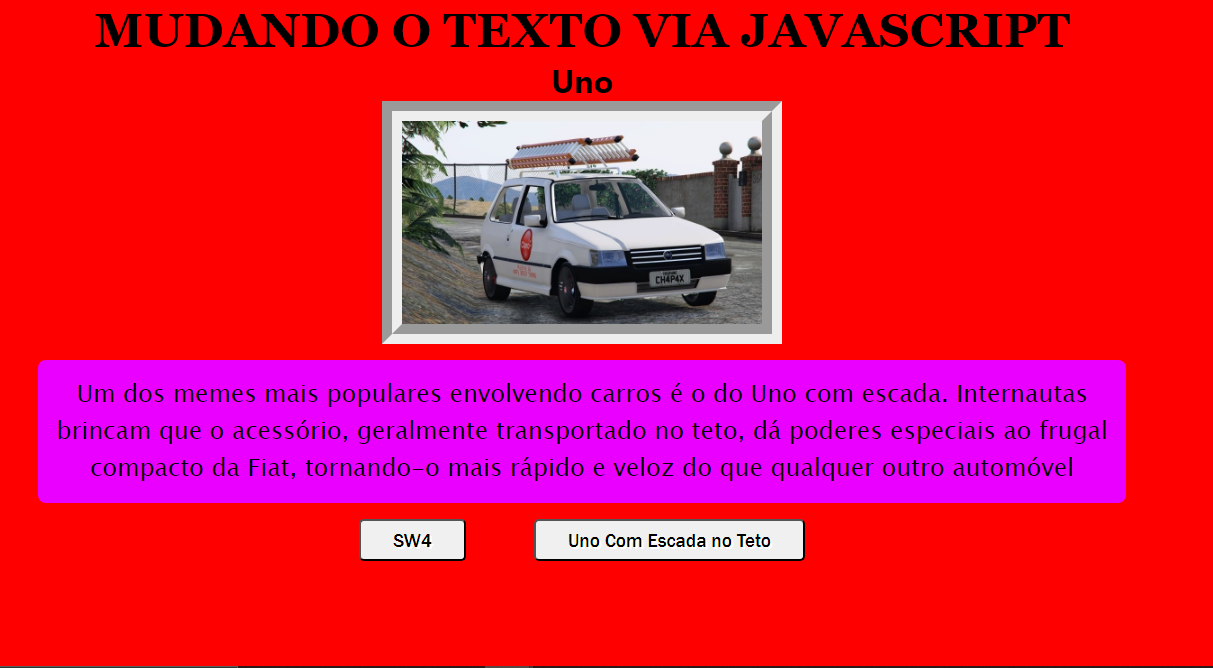 MUDANDO O TEXTO VIA JAVASCRIPT
Uno
CH4P4X
Um dos memes mais populares envolvendo carros é o do Uno com escada. Internautas
brincam que o acessório, geralmente transportado no teto, dá poderes especiais ao frugal
compacto da Fiat, tornando-o mais rápido e veloz do que qualquer outro automóvel
SW4
Uno Com Escada no Teto